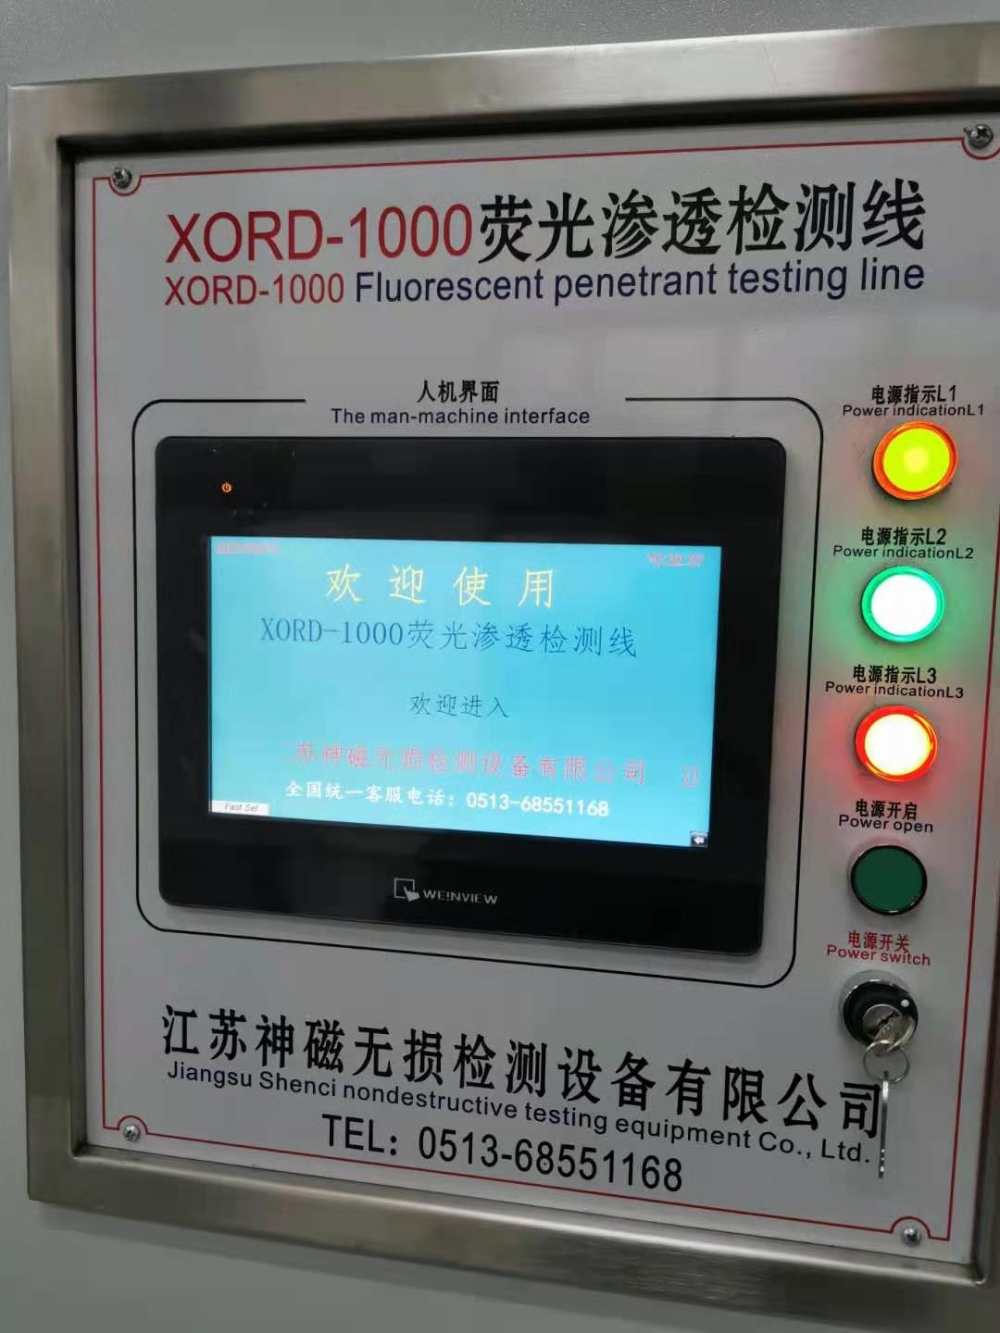 XORD-1000荧光渗透检测线
XORD-1000 Fluorescent penetrant testing line
人机界面
The man-machine interface
电源指示L1
Power indicationL1
欢迎使用
XORD-1000荧光渗透检测线
欢迎进入
苏神磁无损检测设备有限公司
全国统一客服电话：0513-68551168
Fast Sel
WEINVIEW
电源指示L2
Power indicationL2
电源指示L3
Power indicationL3
电源开启
Power open
电源开关
Power switch
江苏神磁无损检测设备有限公司
Jiangsu Shenci nondestructive testing equipment Co., Ltd.
TEL：0513-68551168